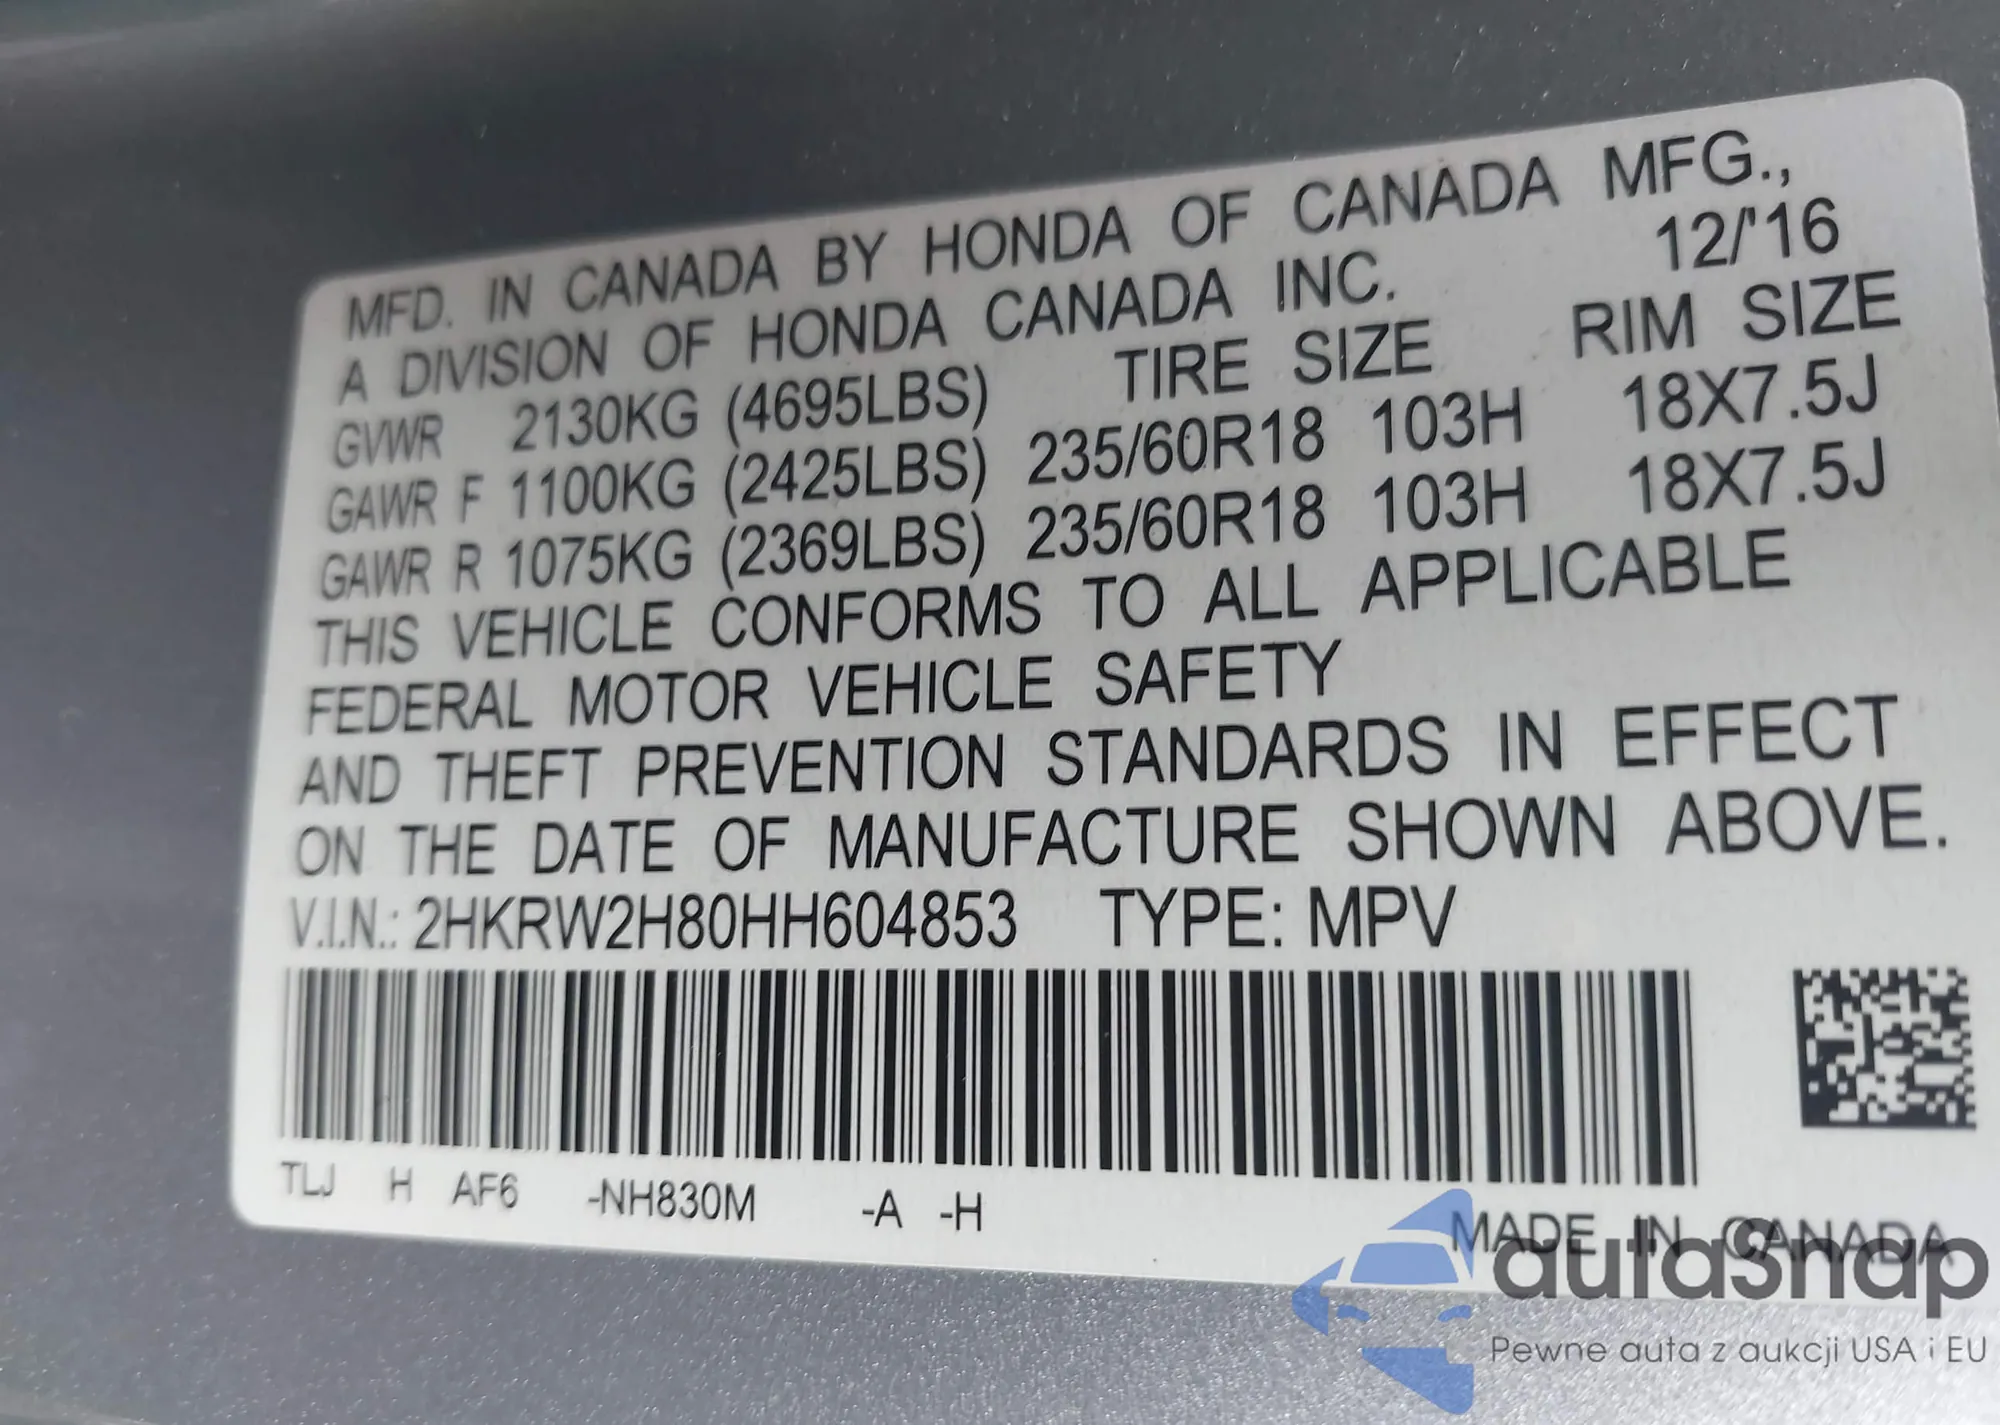 MFD. IN CANADA BY HONDA OF CANADA MFG.,
A DIVISION OF HONDA CANADA INC. 12/'16
GVWR 2130KG (4695LBS) TIRE SIZE RIM SIZE
GAWR F 1100KG (2425LBS) 235/60R18 103H 18X7.5J
GAWR R 1075KG (2369LBS) 235/60R18 103H 18X7.5J
THIS VEHICLE CONFORMS TO ALL APPLICABLE
FEDERAL MOTOR VEHICLE SAFETY
AND THEFT PREVENTION STANDARDS IN EFFECT
ON THE DATE OF MANUFACTURE SHOWN ABOVE.
V.I.N.: 2HKRW2H80HH604853 TYPE: MPV
TLJ H AF6 -NH830M -A -H
MADE IN CANADA
autaSnap
Pewne auta z aukcji USA i EU